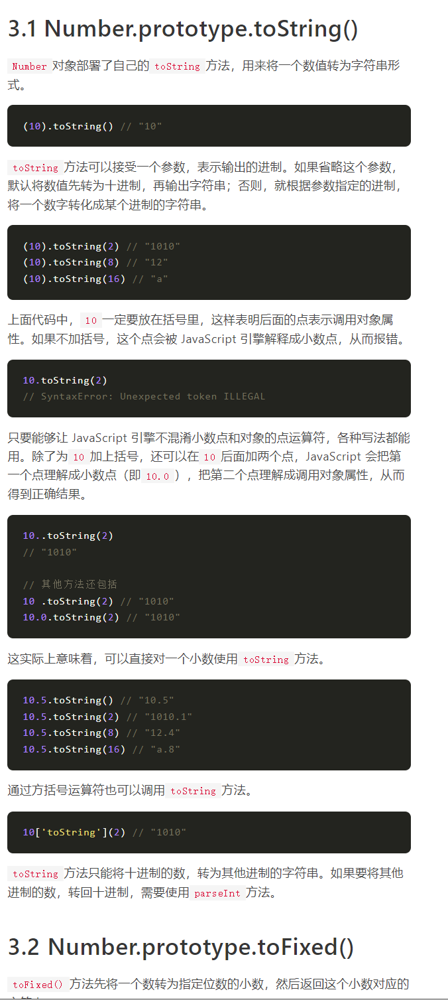 3.1 Number.prototype.toString()
Number 对象部署了自己的 toString 方法，用来将一个数值转为字符串形
式。
(10).toString() // "10"
toString 方法可以接受一个参数，表示输出的进制。如果省略这个参数，
默认将数值先转为十进制，再输出字符串；否则，就根据参数指定的进制，
将一个数字转化成某个进制的字符串。
(10).toString(2) // "1010"
(10).toString(8) // "12"
(10).toString(16) // "a"
上面代码中， 10 一定要放在括号里，这样表明后面的点表示调用对象属
性。如果不加括号，这个点会被 JavaScript 引擎解释成小数点，从而报错。
10.toString(2)
// SyntaxError: Unexpected token ILLEGAL
只要能够让 JavaScript 引擎不混淆小数点和对象的点运算符，各种写法都能
用。除了为 10 加上括号，还可以在 10 后面加两个点，JavaScript 会把第
一个点理解成小数点（即 10.0 ），把第二个点理解成调用对象属性，从而
得到正确结果。
10..toString(2)
// "1010"
// 其他方法还包括
10 .toString(2) // "1010"
10.0.toString(2) // "1010"
这实际上意味着，可以直接对一个小数使用 toString 方法。
10.5.toString() // "10.5"
10.5.toString(2) // "1010.1"
10.5.toString(8) // "12.4"
10.5.toString(16) // "a.8"
通过方括号运算符也可以调用 toString 方法。
10['toString'](2) // "1010"
toString 方法只能将十进制的数，转为其他进制的字符串。如果要将其他
进制的数，转回十进制，需要使用 parseInt 方法。
3.2 Number.prototype.toFixed()
toFixed() 方法先将一个数转为指定位数的小数，然后返回这个小数对应的